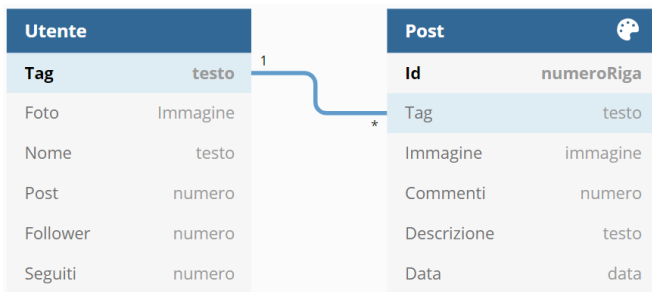 Utente
Tag testo
Foto Immagine
Nome testo
Post numero
Follower numero
Seguiti numero
1
*
Post
Id numeroRiga
Tag testo
Immagine immagine
Commenti numero
Descrizione testo
Data data